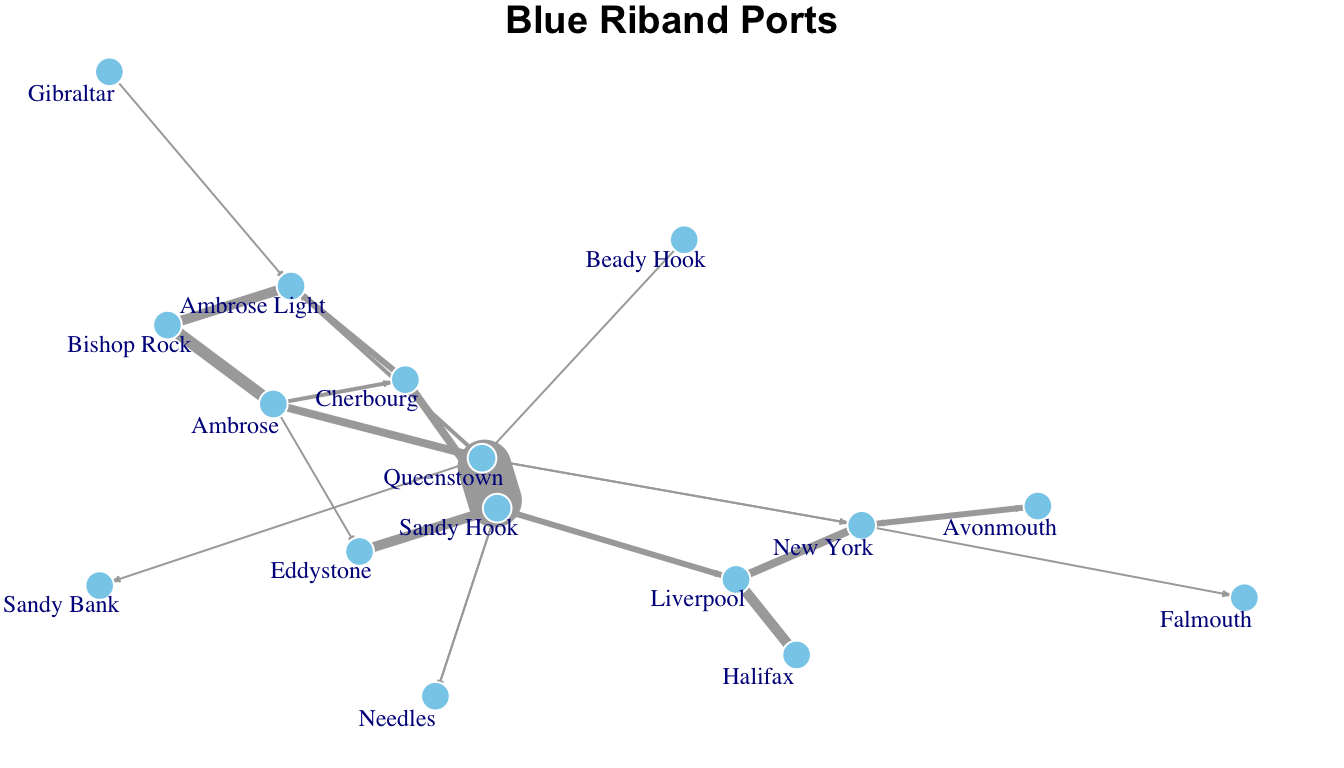 Blue Riband Ports
Gibraltar
Beady Hook
Ambrose Light
Bishop Rock
Cherbourg
Ambrose
Queenstown
Sandy Hook
Avonmouth
New York
Eddystone
Liverpool
Sandy Bank
Falmouth
Halifax
Needles